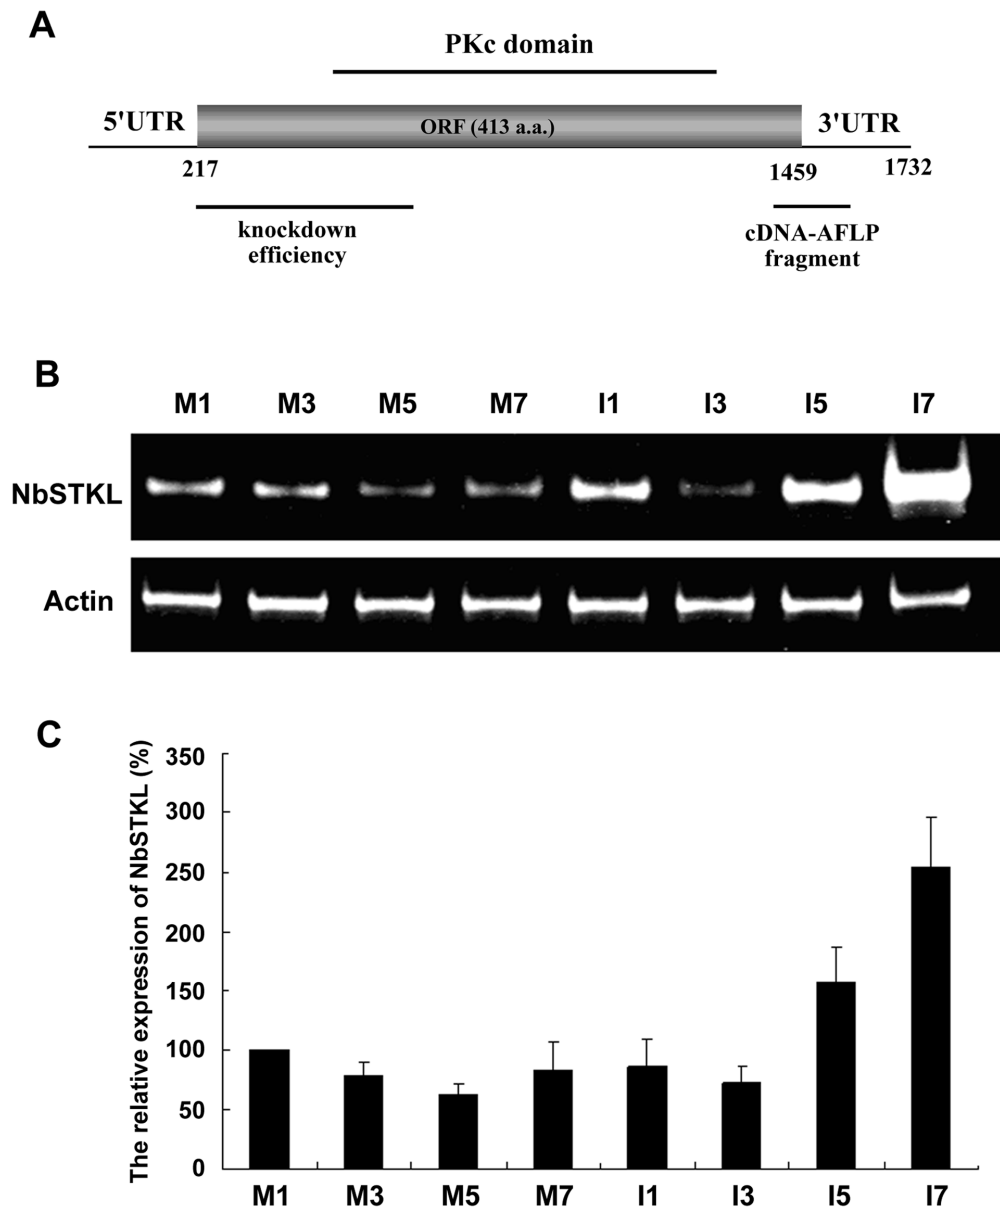 A
PKc domain
5'UTR
ORF (413 a.a.)
3'UTR
217
1459
1732
knockdown
efficiency
cDNA-AFLP
fragment
B
M1 M3 M5 M7 I1 I3 I5 I7
NbSTKL
Actin
C
The relative expression of NbSTKL (%)
350
300
250
200
150
100
50
0
M1 M3 M5 M7 I1 I3 I5 I7